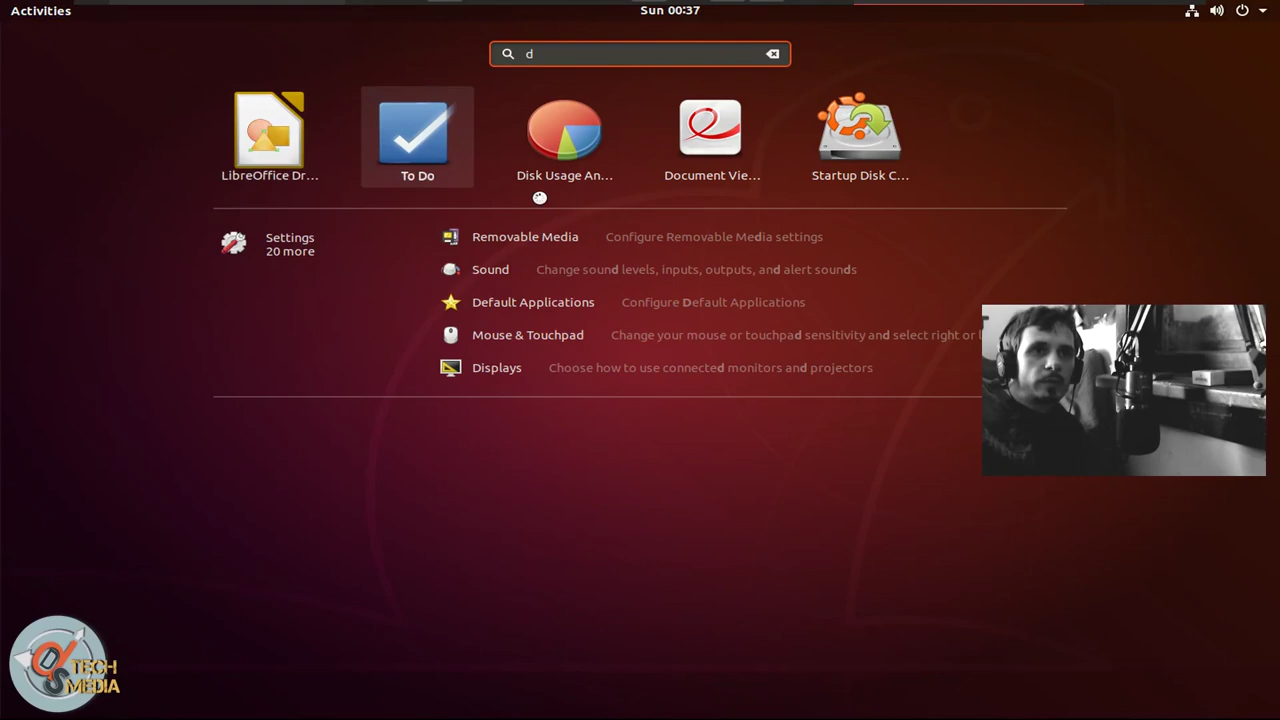 Activities
Sun 00:37
d
LibreOffice Dr...
To Do
Disk Usage An...
Document Vie...
Startup Disk C...
Settings
20 more
Removable Media Configure Removable Media settings
Sound Change sound levels, inputs, outputs, and alert sounds
Default Applications Configure Default Applications
Mouse & Touchpad Change your mouse or touchpad sensitivity and select right or l
Displays Choose how to use connected monitors and projectors
OS
TECH
MEDIA